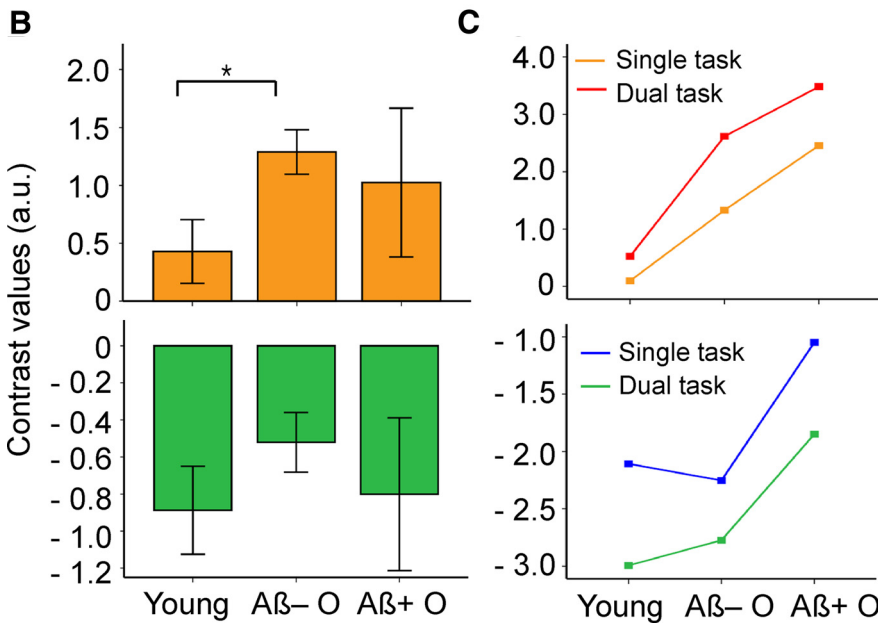 B
C
Contrast values (a.u.)
2.0
1.5
1.0
0.5
0
*
0
- 0.2
- 0.4
- 0.6
- 0.8
- 1.0
- 1.2
Young
Aß– O
Aß+ O
4.0
3.0
2.0
1.0
0
Single task
Dual task
- 1.0
- 1.5
- 2.0
- 2.5
- 3.0
Single task
Dual task
Young
Aß– O
Aß+ O